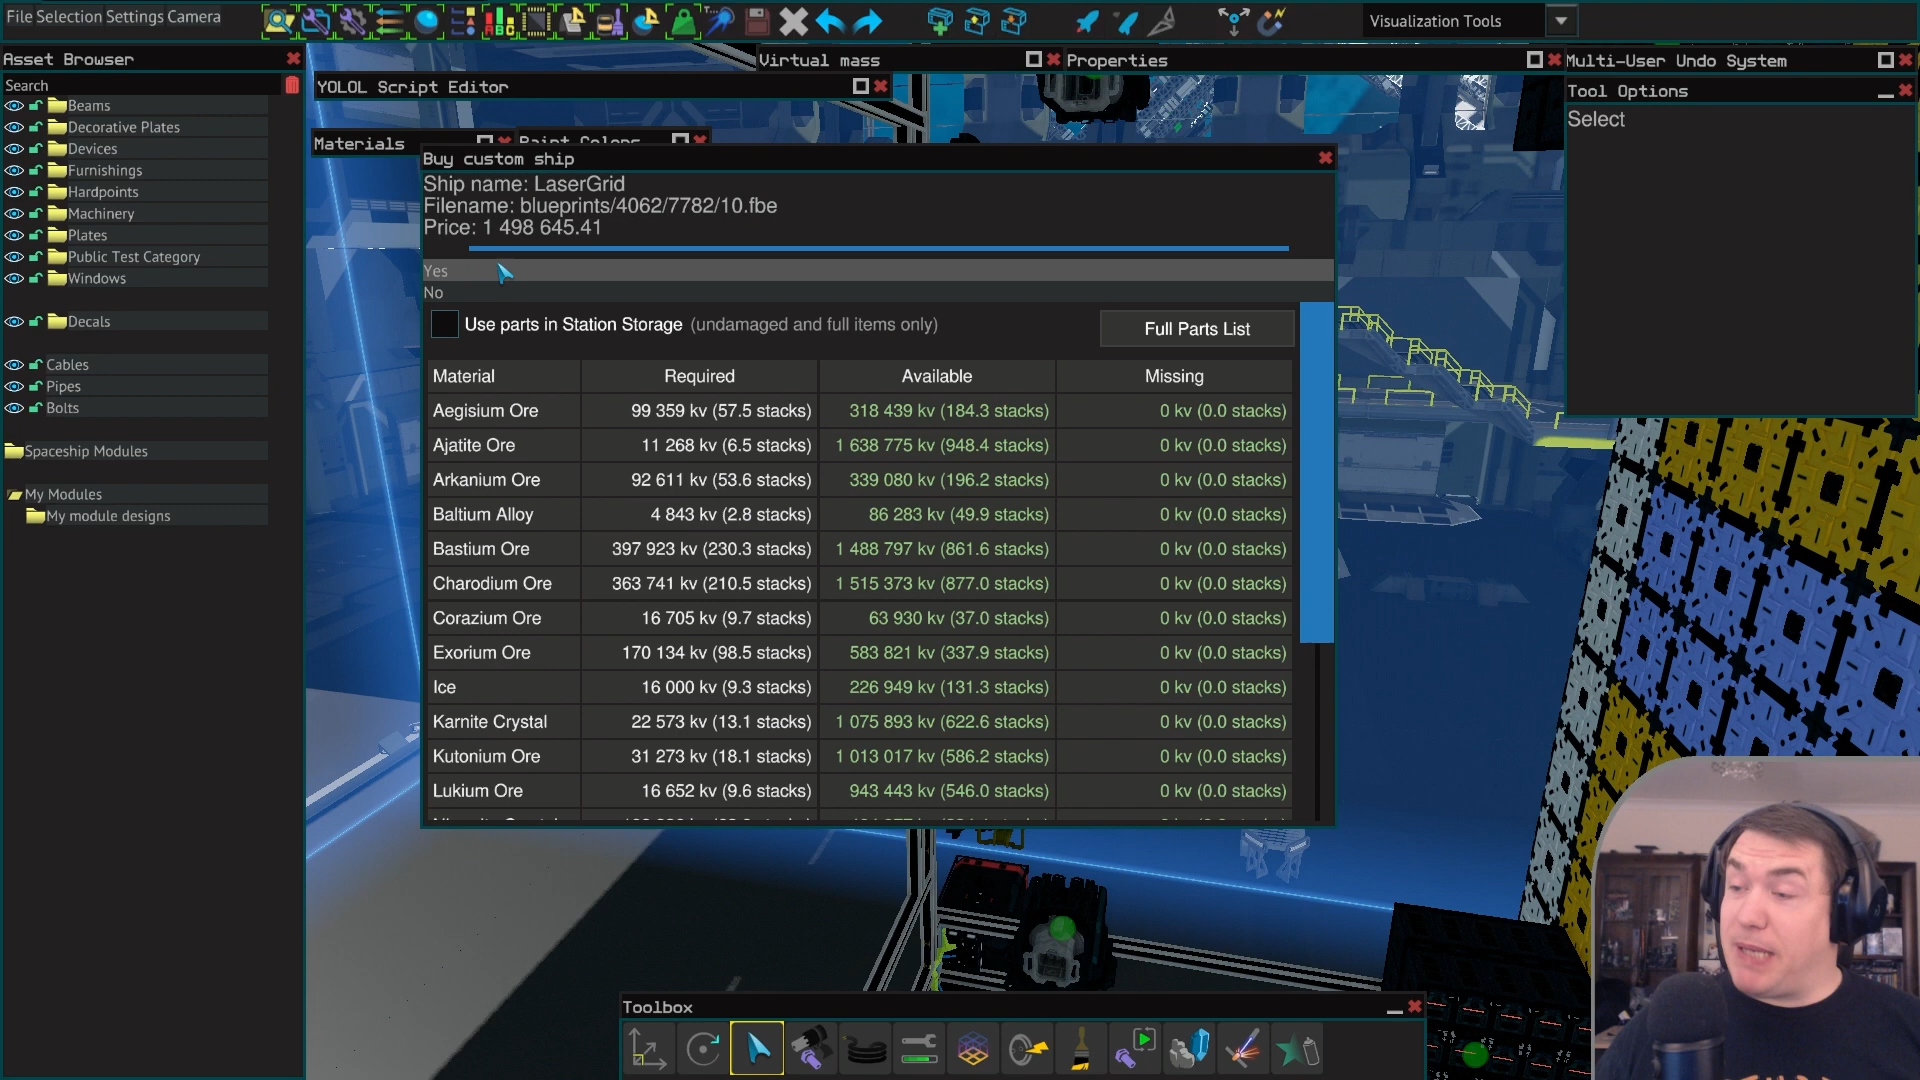 File Selection Settings Camera
Visualization Tools
Asset Browser
Search
Beams
Decorative Plates
Devices
Furnishings
Hardpoints
Machinery
Plates
Public Test Category
Windows
Decals
Cables
Pipes
Bolts
Spaceship Modules
My Modules
My module designs
YOLOL Script Editor
Virtual mass
Properties
Multi-User Undo System
Tool Options
Select
Materials
Paint Colors
Buy custom ship
Ship name: LaserGrid
Filename: blueprints/4062/7782/10.fbe
Price: 1 498 645.41
Yes
No
Use parts in Station Storage (undamaged and full items only)
Full Parts List
Material Required Available Missing
Aegisium Ore 99 359 kv (57.5 stacks) 318 439 kv (184.3 stacks) 0 kv (0.0 stacks)
Ajatite Ore 11 268 kv (6.5 stacks) 1 638 775 kv (948.4 stacks) 0 kv (0.0 stacks)
Arkanium Ore 92 611 kv (53.6 stacks) 339 080 kv (196.2 stacks) 0 kv (0.0 stacks)
Baltium Alloy 4 843 kv (2.8 stacks) 86 283 kv (49.9 stacks) 0 kv (0.0 stacks)
Bastium Ore 397 923 kv (230.3 stacks) 1 488 797 kv (861.6 stacks) 0 kv (0.0 stacks)
Charodium Ore 363 741 kv (210.5 stacks) 1 515 373 kv (877.0 stacks) 0 kv (0.0 stacks)
Corazium Ore 16 705 kv (9.7 stacks) 63 930 kv (37.0 stacks) 0 kv (0.0 stacks)
Exorium Ore 170 134 kv (98.5 stacks) 583 821 kv (337.9 stacks) 0 kv (0.0 stacks)
Ice 16 000 kv (9.3 stacks) 226 949 kv (131.3 stacks) 0 kv (0.0 stacks)
Karnite Crystal 22 573 kv (13.1 stacks) 1 075 893 kv (622.6 stacks) 0 kv (0.0 stacks)
Kutonium Ore 31 273 kv (18.1 stacks) 1 013 017 kv (586.2 stacks) 0 kv (0.0 stacks)
Lukium Ore 16 652 kv (9.6 stacks) 943 443 kv (546.0 stacks) 0 kv (0.0 stacks)
Toolbox